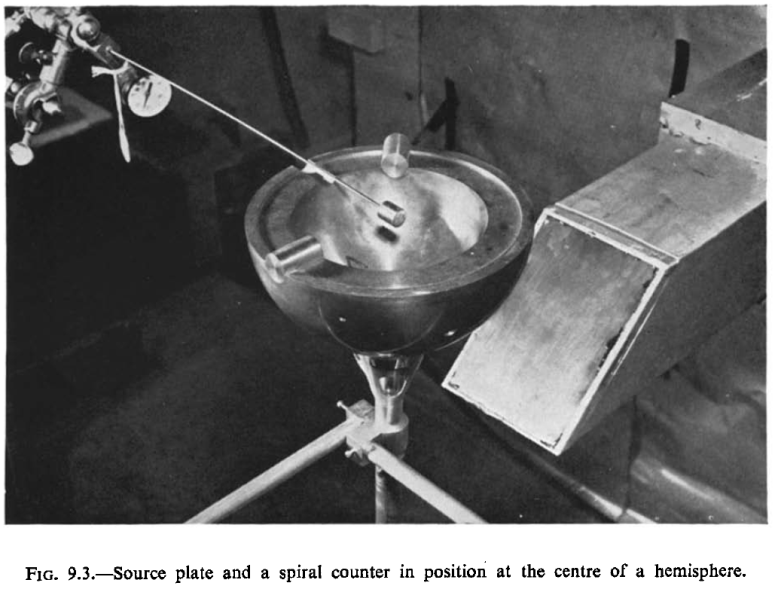 FIG. 9.3.—Source plate and a spiral counter in position at the centre of a hemisphere.